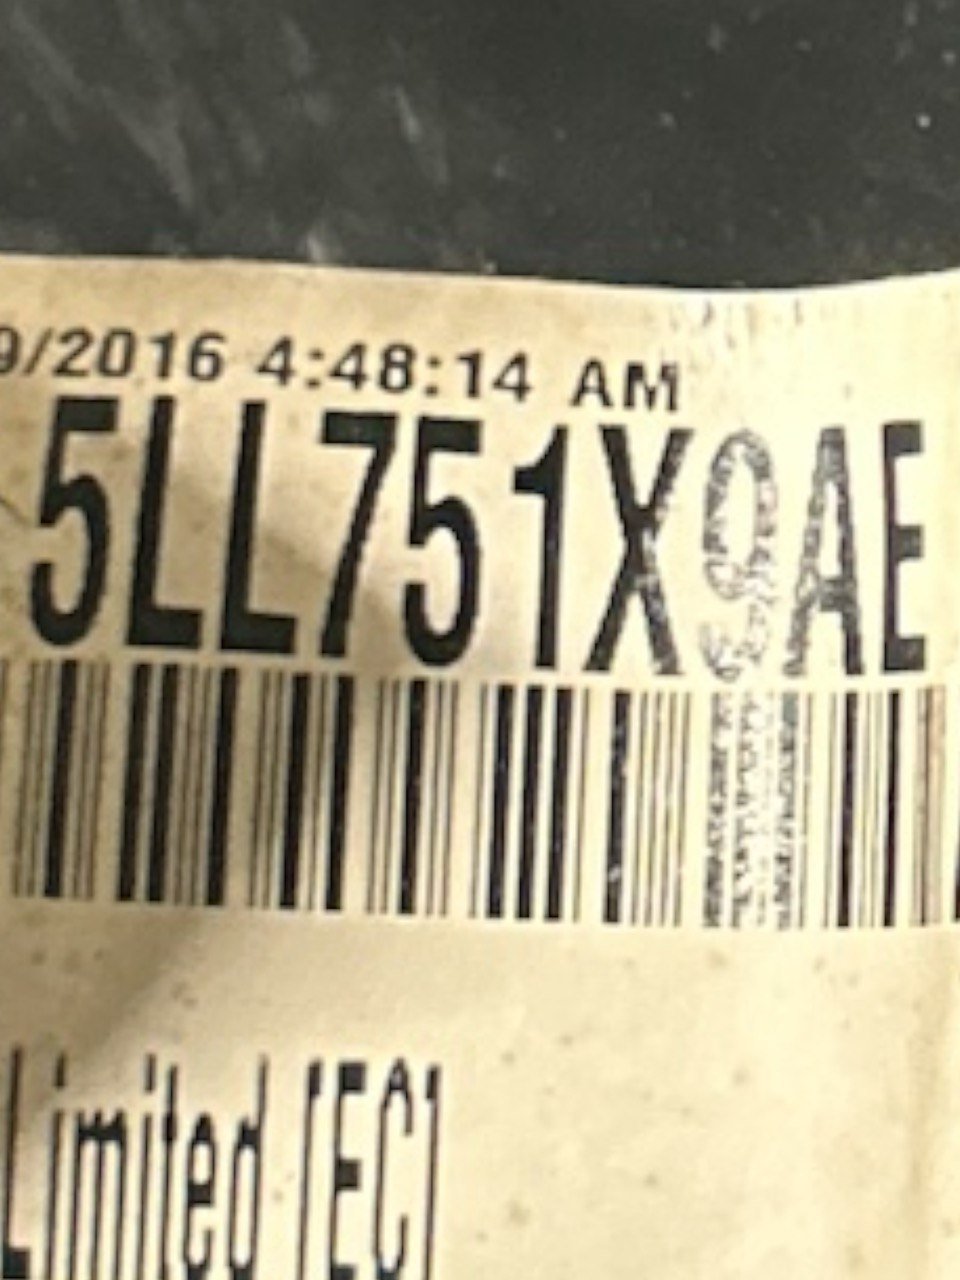 9/2016 4:48:14 AM
5LL751X9AE
Limited [EC]